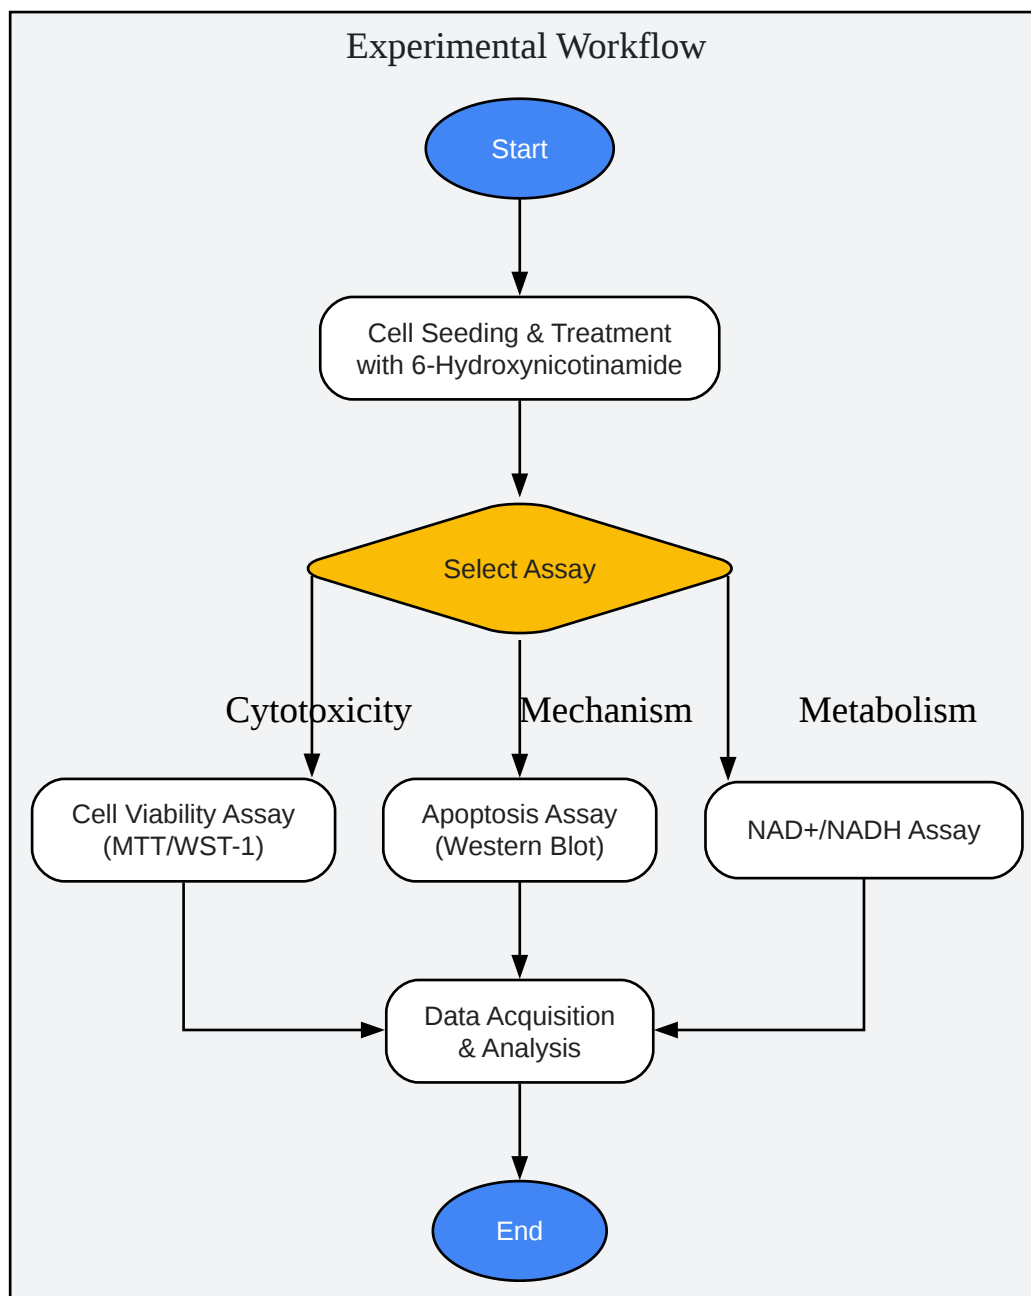 Experimental Workflow
Start
Cell Seeding & Treatment
with 6-Hydroxynicotinamide
Select Assay
Cytotoxicity
Mechanism
Metabolism
Cell Viability Assay
(MTT/WST-1)
Apoptosis Assay
(Western Blot)
NAD+/NADH Assay
Data Acquisition
& Analysis
End